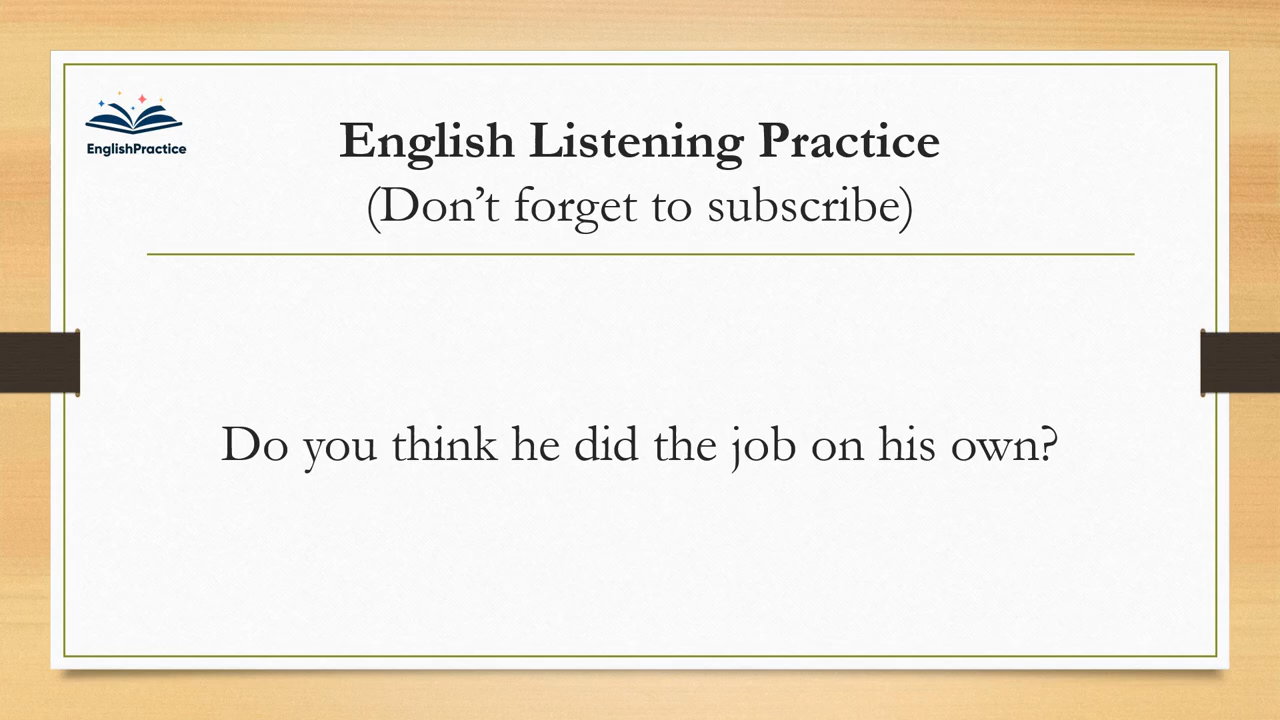 EnglishPractice
English Listening Practice
(Don’t forget to subscribe)
Do you think he did the job on his own?